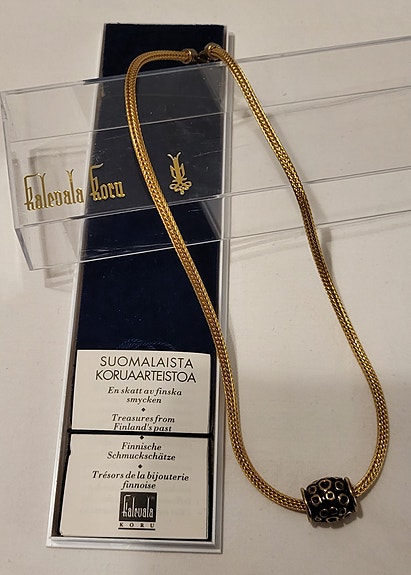 Kalevala Koru
SUOMALAISTA
KORUAARTEISTOA
En skatt av finska
smycken
Treasures from
Finland's past
Finnische
Schmuckschätze
Trésors de la bijouterie
finnoise
Kalevala
KORU